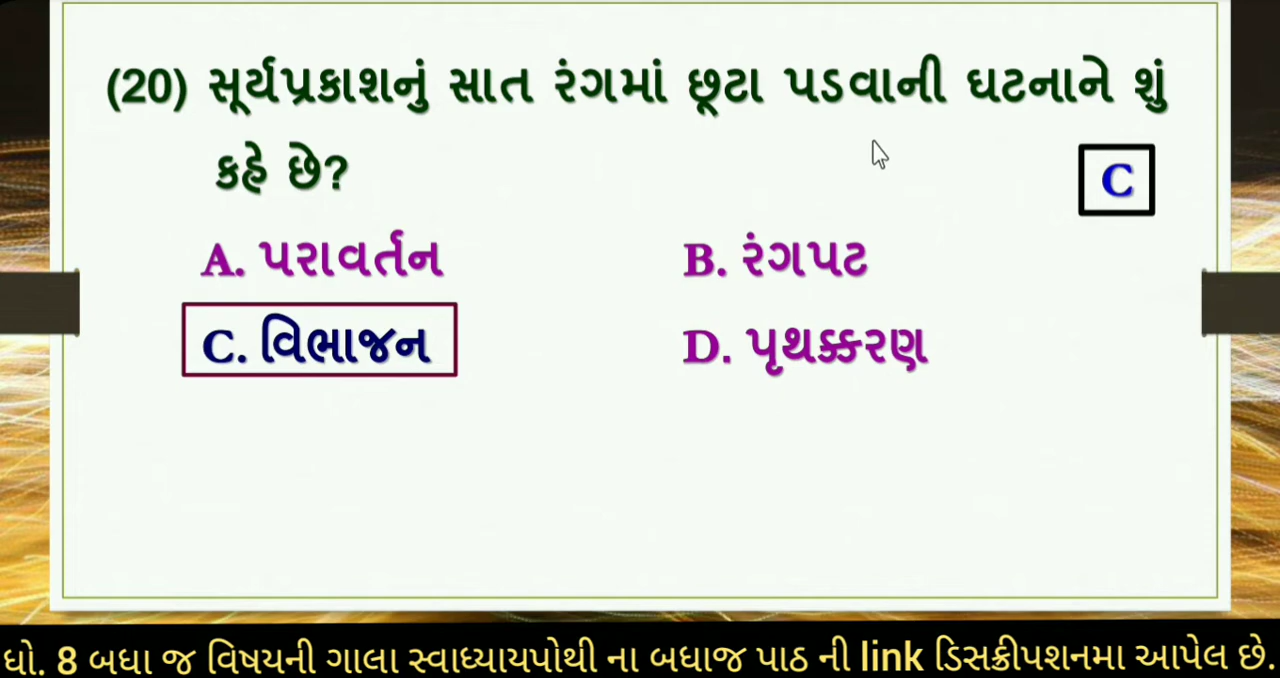 (20) સૂર્યપ્રકાશનું સાત રંગમાં છૂટા પડવાની ઘટનાને શું
કહે છે?
C
A. પરાવર્તન B. રંગપટ
C. વિભાજન D. પૃથક્કરણ
ધો. 8 બધા જ વિષયની ગાલા સ્વાધ્યાયપોથી ના બધાજ પાઠ ની link ડિસક્રીપશનમા આપેલ છે.